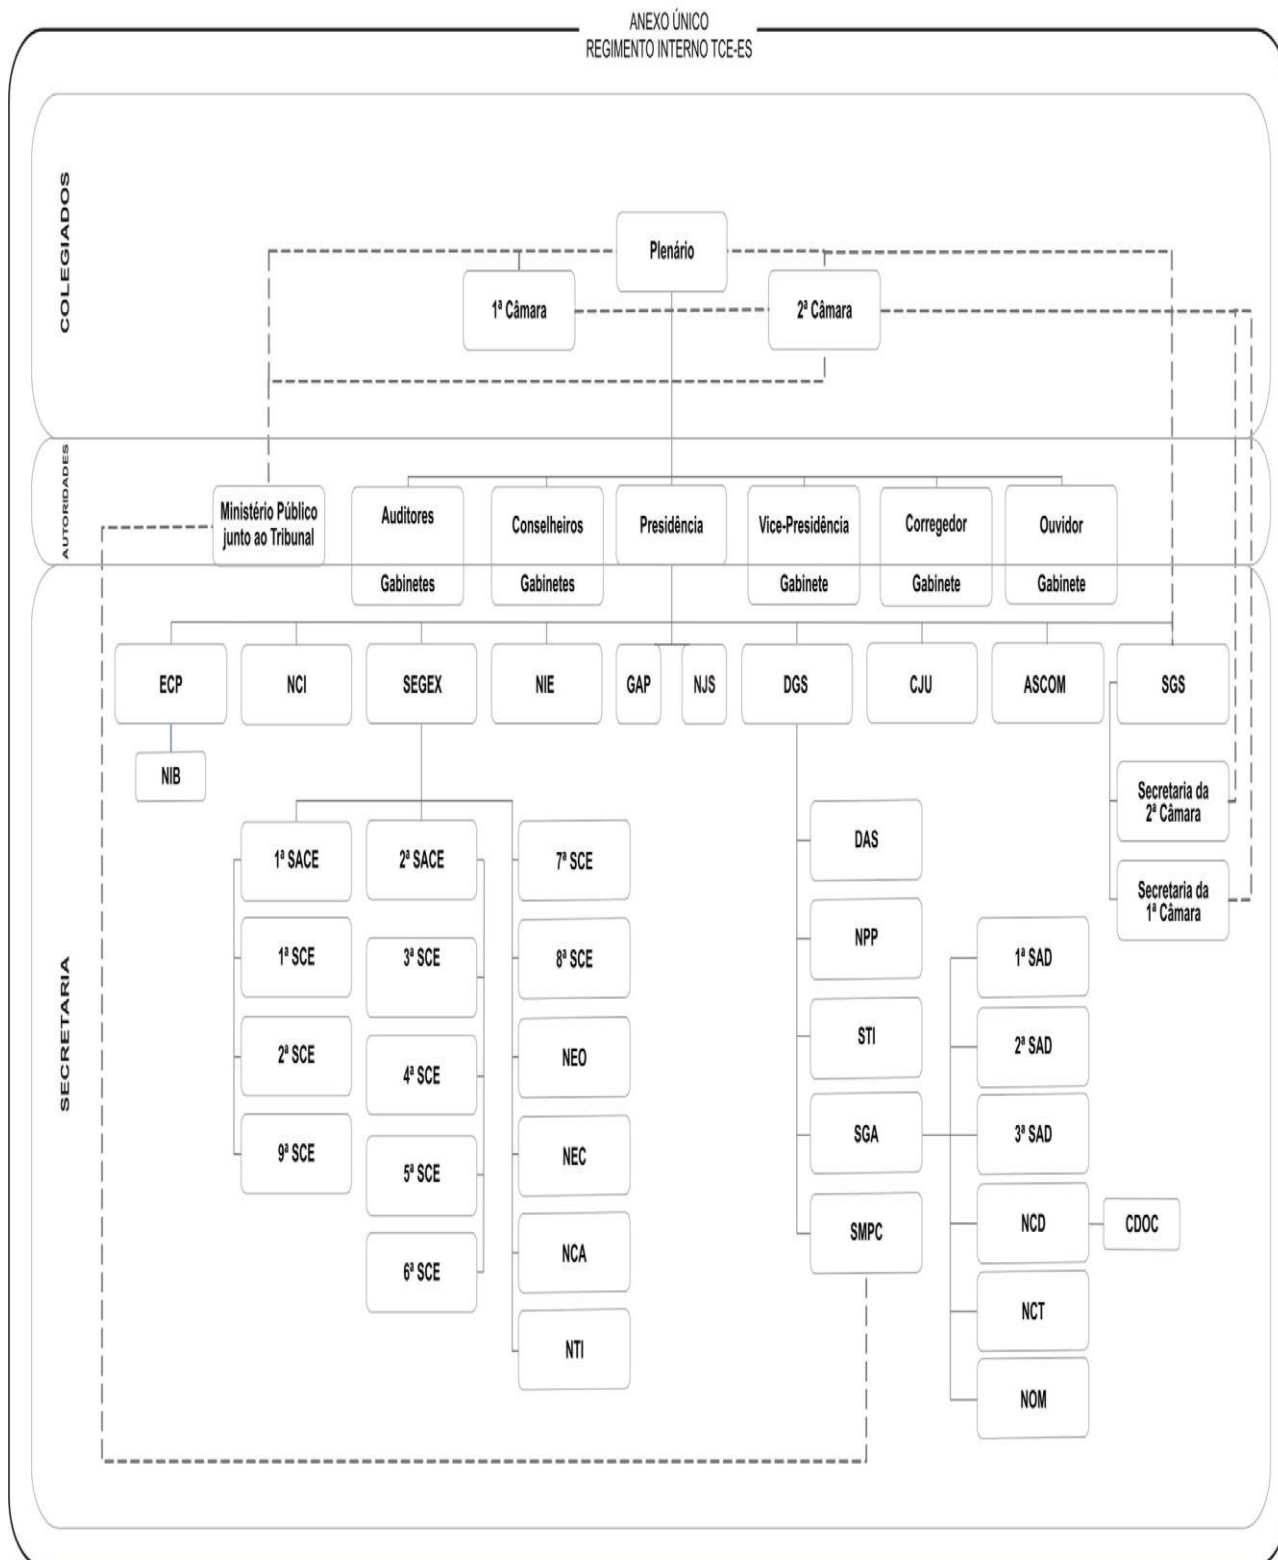 ANEXO ÚNICO
REGIMENTO INTERNO TCE-ES
COLEGIADOS
Plenário
1ª Câmara
2ª Câmara
AUTORIDADES
Ministério Público
junto ao Tribunal
Auditores
Gabinetes
Conselheiros
Gabinetes
Presidência
Vice-Presidência
Gabinete
Corregedor
Gabinete
Ouvidor
Gabinete
SECRETARIA
ECP
NCI
SEGEX
NIE
GAP
NJS
DGS
CJU
ASCOM
SGS
NIB
Secretaria da
2ª Câmara
Secretaria da
1ª Câmara
1ª SACE
1ª SCE
2ª SCE
9ª SCE
2ª SACE
3ª SCE
4ª SCE
5ª SCE
6ª SCE
7ª SCE
8ª SCE
NEO
NEC
NCA
NTI
DAS
NPP
STI
SGA
SMPC
1ª SAD
2ª SAD
3ª SAD
NCD
CDOC
NCT
NOM